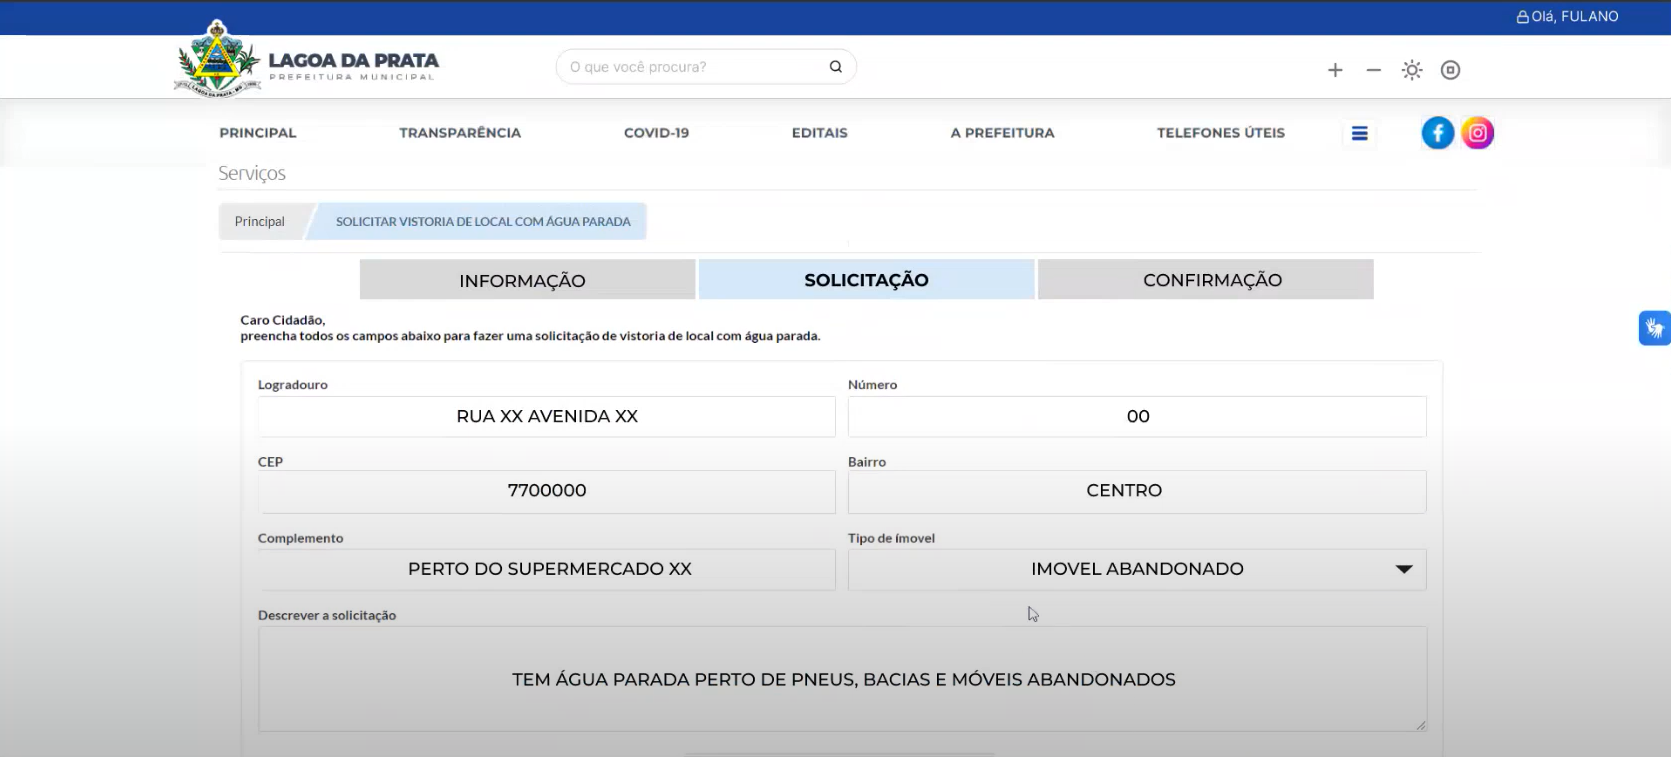 Olá, FULANO
LAGOA DA PRATA
PREFEITURA MUNICIPAL
O que você procura?
PRINCIPAL TRANSPARÊNCIA COVID-19 EDITAIS A PREFEITURA TELEFONES ÚTEIS
Serviços
Principal SOLICITAR VISTORIA DE LOCAL COM ÁGUA PARADA
INFORMAÇÃO SOLICITAÇÃO CONFIRMAÇÃO
Caro Cidadão,
preencha todos os campos abaixo para fazer uma solicitação de vistoria de local com água parada.
Logradouro Número
RUA XX AVENIDA XX 00
CEP Bairro
7700000 CENTRO
Complemento Tipo de ímovel
PERTO DO SUPERMERCADO XX IMOVEL ABANDONADO
Descrever a solicitação
TEM ÁGUA PARADA PERTO DE PNEUS, BACIAS E MÓVEIS ABANDONADOS